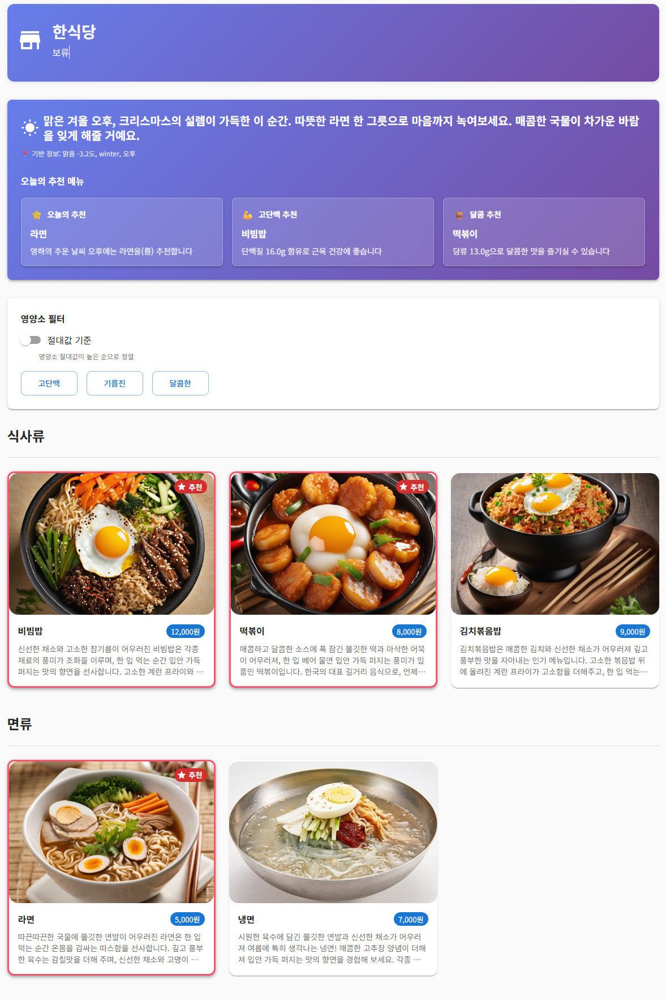 한식당
보류
맑은 겨울 오후, 크리스마스의 설렘이 가득한 이 순간. 따뜻한 라면 한 그릇으로 마음까지 녹여보세요. 매콤한 국물이 차가운 바람
을 잊게 해줄 거예요.
기반 정보: 맑음 -3.2도, winter, 오후
오늘의 추천 메뉴
오늘의 추천
라면
영하의 추운 날씨 오후에는 라면을(를) 추천합니다
고단백 추천
비빔밥
단백질 16.0g 함유로 근육 건강에 좋습니다
달콤 추천
떡볶이
당류 13.0g으로 달콤한 맛을 즐기실 수 있습니다
영양소 필터
절대값 기준
영양소 절대값이 높은 순으로 정렬
고단백
기름진
달콤한
식사류
추천
비빔밥
12,000원
신선한 채소와 고소한 참기름이 어우러진 비빔밥은 각종
재료의 풍미가 조화를 이루며, 한 입 먹는 순간 입안 가득
퍼지는 맛의 향연을 선사합니다. 고소한 계란 프라이와 …
추천
떡볶이
8,000원
매콤하고 달콤한 소스에 푹 잠긴 쫄깃한 떡과 아삭한 어묵
이 어우러져, 한 입 베어 물면 입안 가득 퍼지는 풍미가 일
품인 떡볶이입니다. 한국의 대표 길거리 음식으로, 언제…
김치볶음밥
9,000원
김치볶음밥은 매콤한 김치와 신선한 채소가 어우러져 깊고
풍부한 맛을 자아내는 인기 메뉴입니다. 고소한 볶음밥 위
에 올려진 계란 프라이가 고소함을 더해주고, 한 입 먹는…
면류
추천
라면
5,000원
따끈따끈한 국물에 쫄깃한 면발이 어우러진 라면은 한 입
먹는 순간 온몸을 감싸는 따스함을 선사합니다. 깊고 풍부
한 육수는 감칠맛을 더해 주며, 신선한 채소와 고명이 …
냉면
7,000원
시원한 육수에 담긴 쫄깃한 면발과 신선한 채소가 어우러
져 여름에 특히 생각나는 냉면! 매콤한 고추장 양념이 더해
져 입안 가득 퍼지는 맛의 향연을 경험해 보세요. 각종 …